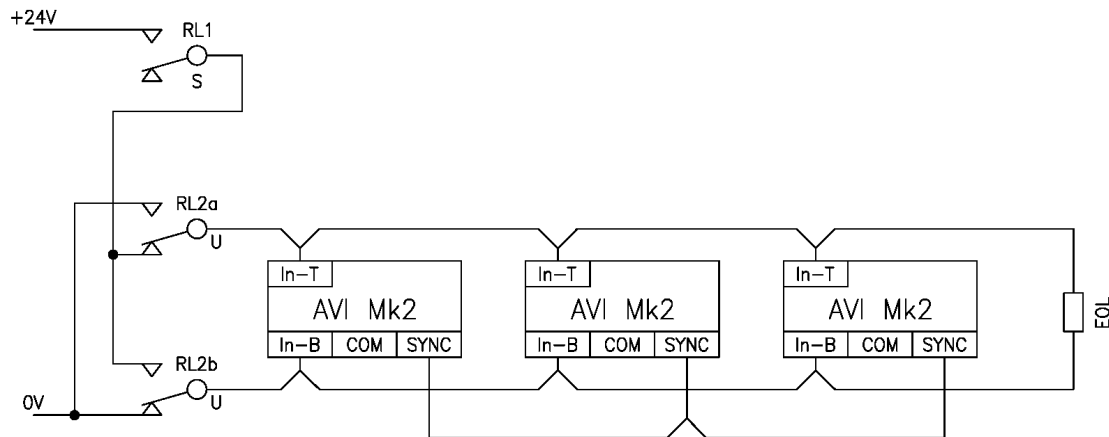 +24V
RL1
S
RL2a
U
In-T
In-T
In-T
AVI Mk2
AVI Mk2
AVI Mk2
EOL
In-B COM SYNC
In-B COM SYNC
In-B COM SYNC
RL2b
U
0V